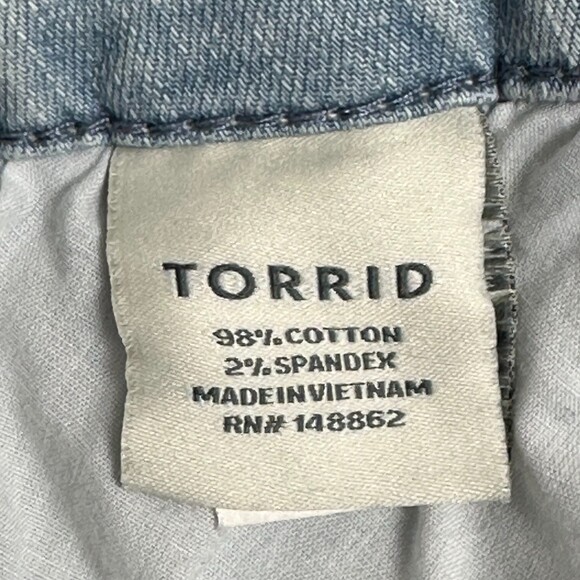 TORRID
98% COTTON
2% SPANDEX
MADE IN VIETNAM
RN# 148862